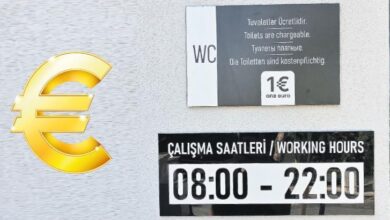 WC
Tuvaletler Ücretlidir.
Toilets are chargeable.
Туалеты платные.
Die Toiletten sind kostenpflichtig.
1€
one euro
€
ÇALIŞMA SAATLERİ / WORKING HOURS
08:00 - 22:00